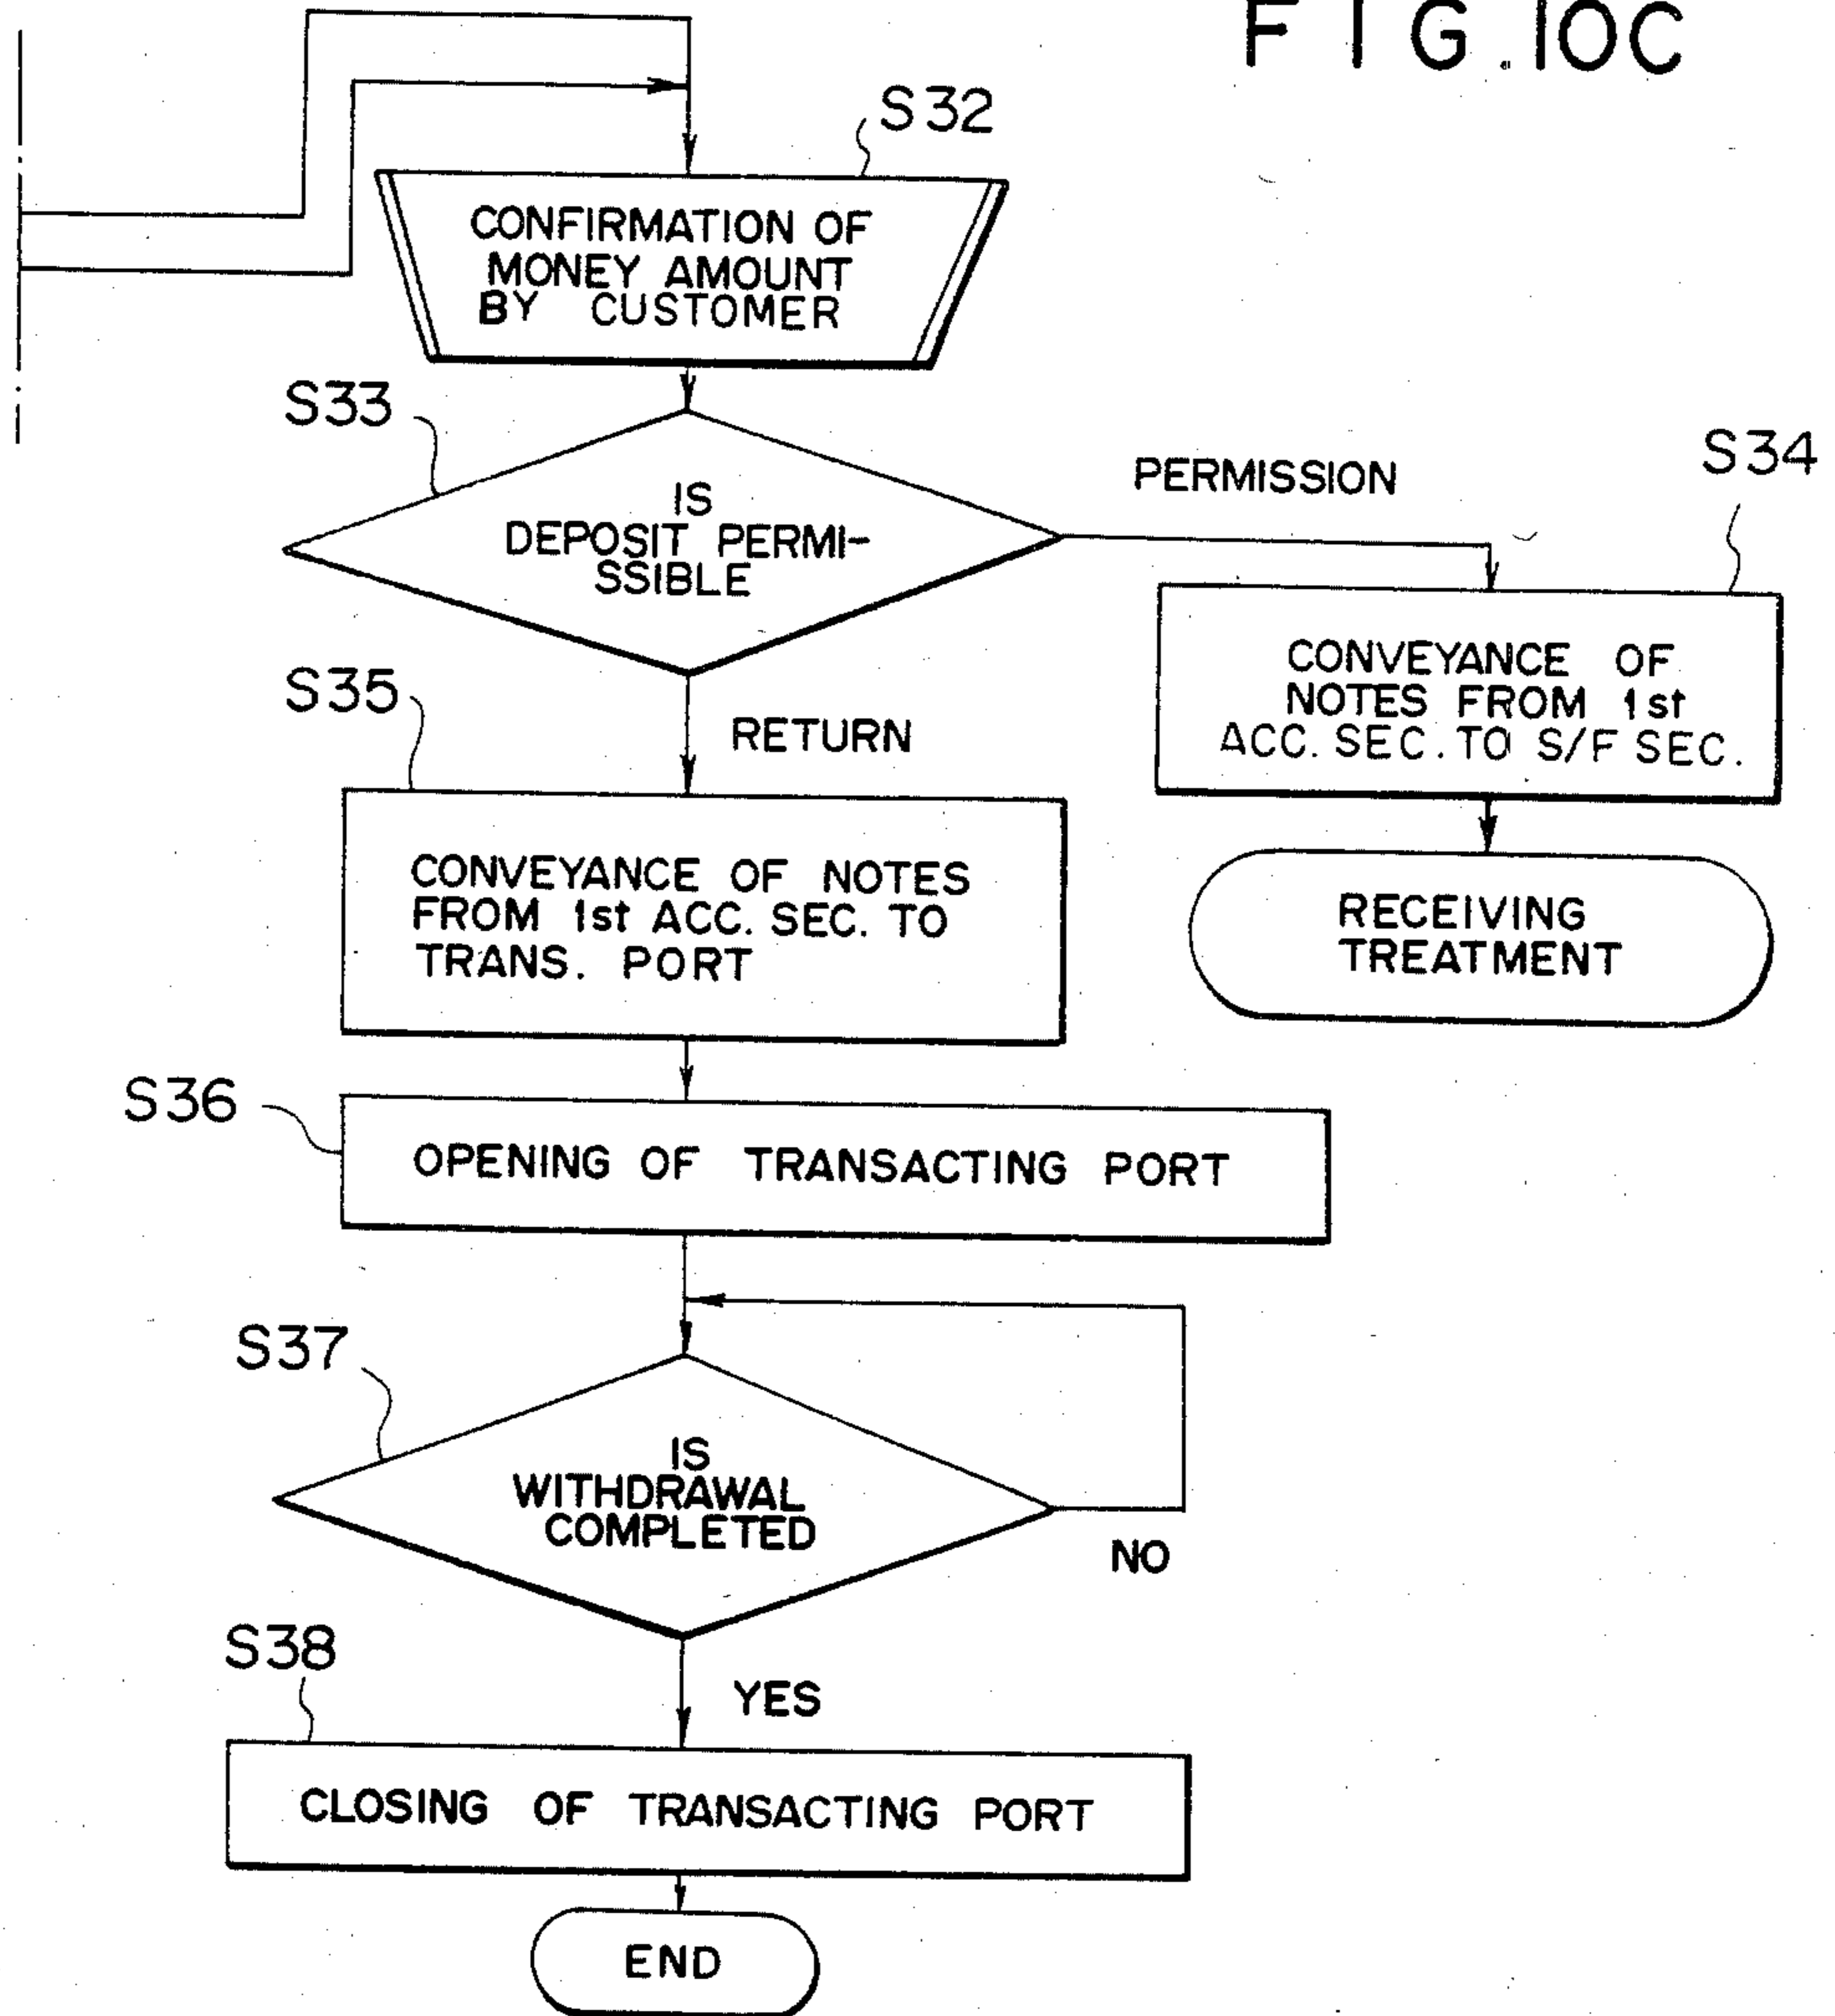 FIG. 10C
S32
CONFIRMATION OF
MONEY AMOUNT
BY CUSTOMER
S33
IS
DEPOSIT PERMI-
SSIBLE
PERMISSION
S34
CONVEYANCE OF
NOTES FROM 1st
ACC. SEC. TO S/F SEC.
RECEIVING
TREATMENT
RETURN
S35
CONVEYANCE OF NOTES
FROM 1st ACC. SEC. TO
TRANS. PORT
S36
OPENING OF TRANSACTING PORT
S37
IS
WITHDRAWAL
COMPLETED
NO
YES
S38
CLOSING OF TRANSACTING PORT
END